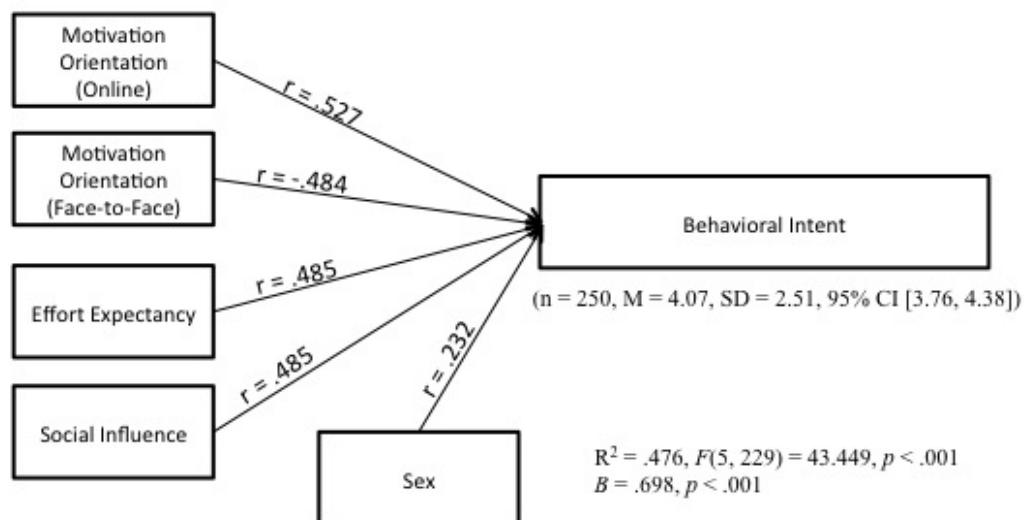 Motivation
Orientation
(Online)
r = .527
Motivation
Orientation
(Face-to-Face)
r = -.484
Behavioral Intent
(n = 250, M = 4.07, SD = 2.51, 95% CI [3.76, 4.38])
Effort Expectancy
r = .485
Social Influence
r = .485
r = .232
Sex
R² = .476, F(5, 229) = 43.449, p < .001
B = .698, p < .001